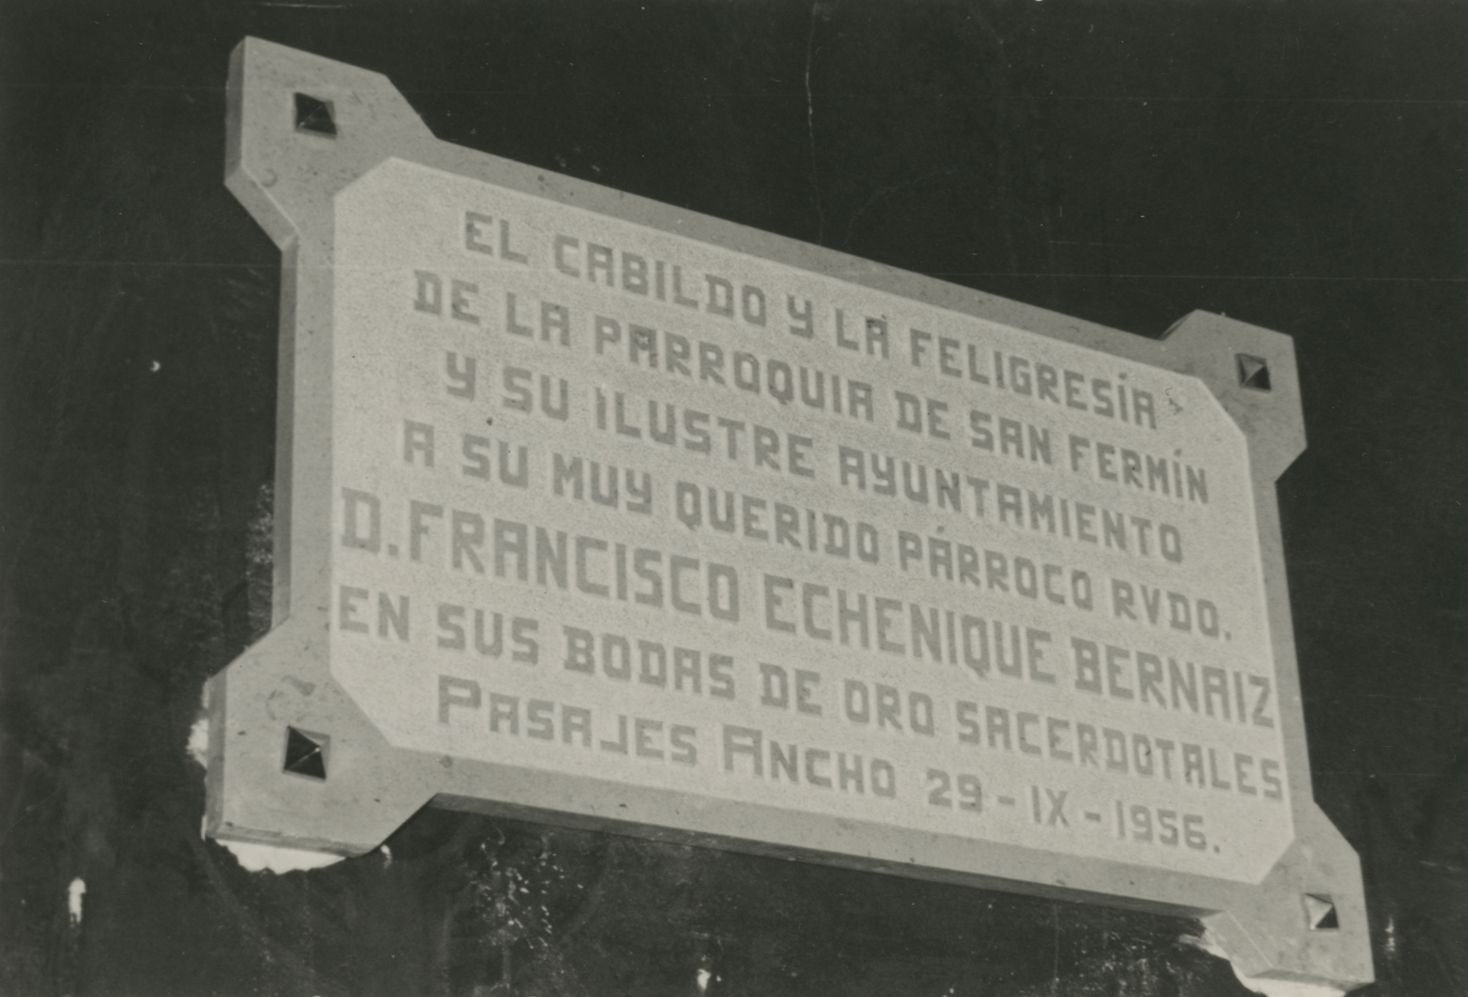 EL CABILDO Y LA FELIGRESÍA
DE LA PARROQUIA DE SAN FERMÍN
Y SU ILUSTRE AYUNTAMIENTO
A SU MUY QUERIDO PÁRROCO RVDO.
D. FRANCISCO ECHENIQUE BERNAIZ
EN SUS BODAS DE ORO SACERDOTALES
PASAJES ANCHO 29-IX-1956.